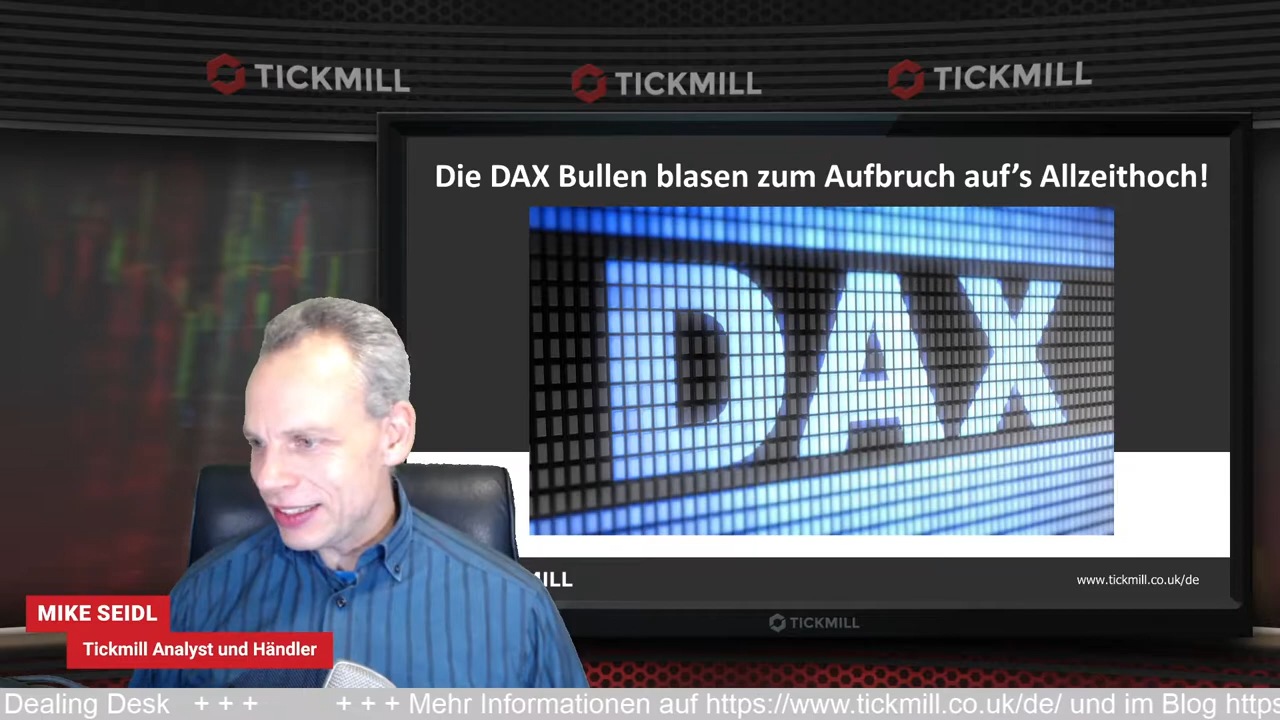 TICKMILL
TICKMILL
TICKMILL
Die DAX Bullen blasen zum Aufbruch auf's Allzeithoch!
DAX
ILL
www.tickmill.co.uk/de
TICKMILL
MIKE SEIDL
Tickmill Analyst und Händler
Dealing Desk +++ +++ Mehr Informationen auf https://www.tickmill.co.uk/de/ und im Blog https